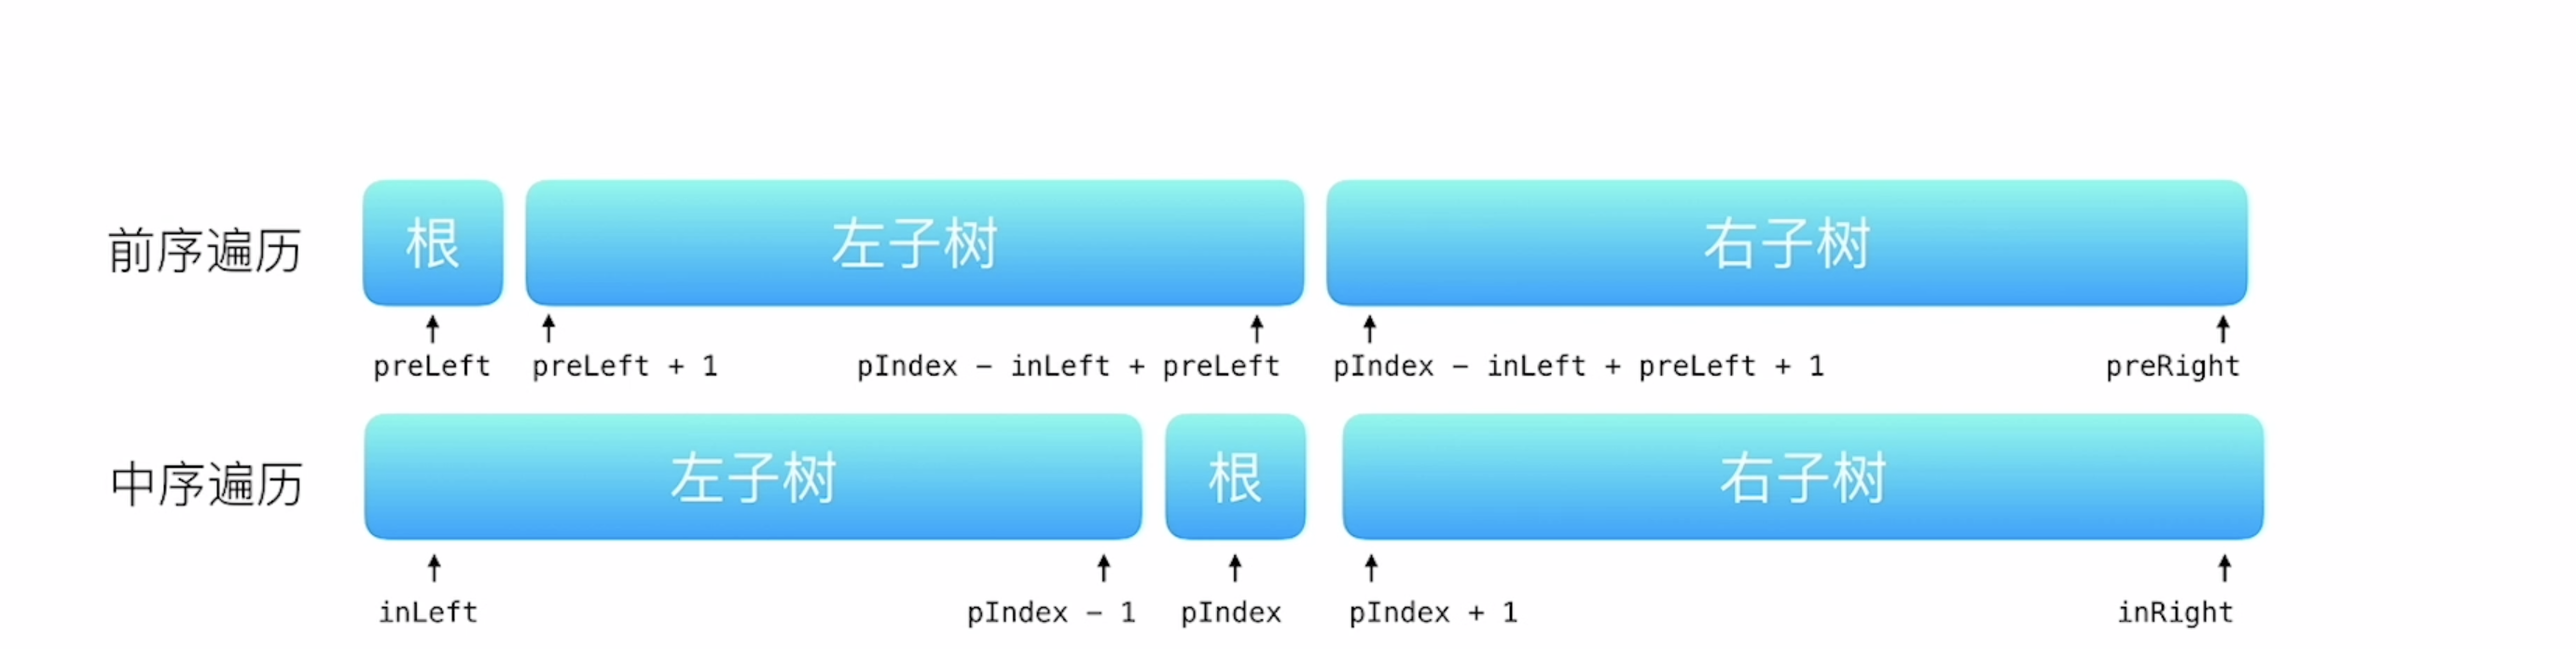 前序遍历 根 左子树 右子树
preLeft preLeft + 1 pIndex − inLeft + preLeft pIndex − inLeft + preLeft + 1 preRight
中序遍历 左子树 根 右子树
inLeft pIndex − 1 pIndex pIndex + 1 inRight